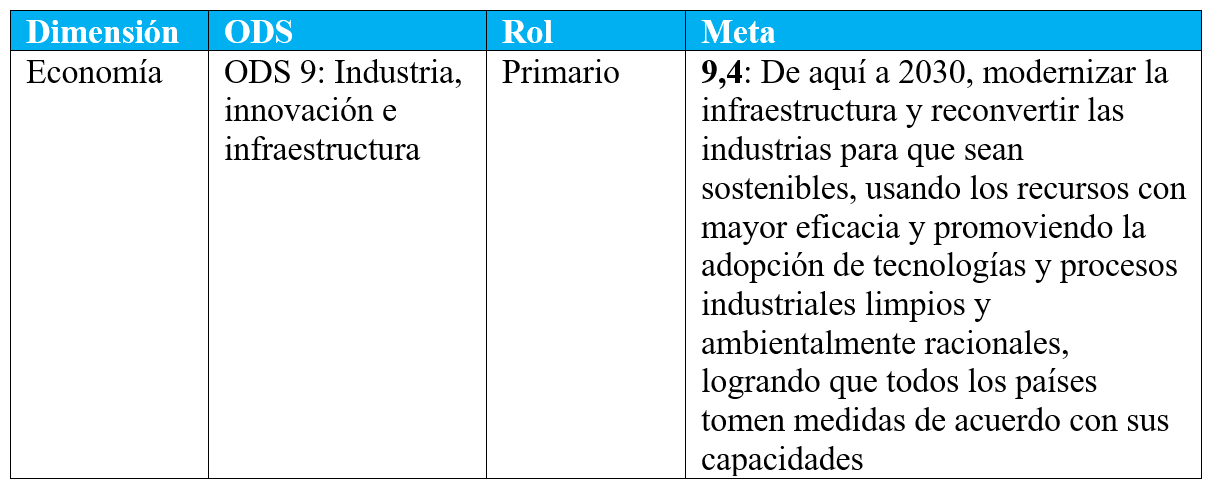 Dimensión ODS Rol Meta
Economía
ODS 9: Industria,
innovación e
infraestructura
Primario
9,4: De aquí a 2030, modernizar la
infraestructura y reconvertir las
industrias para que sean
sostenibles, usando los recursos con
mayor eficacia y promoviendo la
adopción de tecnologías y procesos
industriales limpios y
ambientalmente racionales,
logrando que todos los países
tomen medidas de acuerdo con sus
capacidades